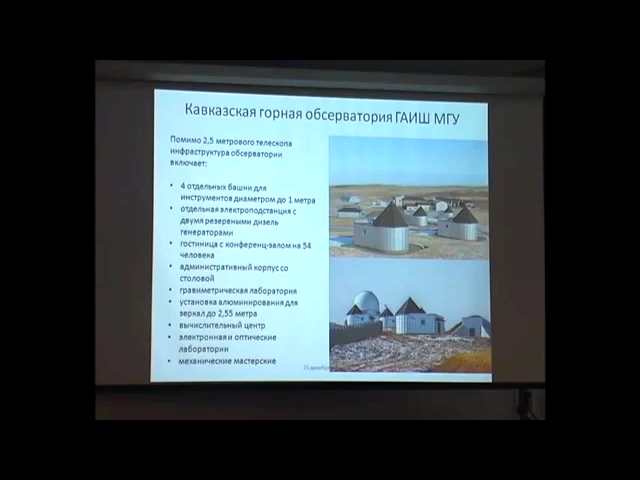 Кавказская горная обсерватория ГАИШ МГУ
Помимо 2,5 метрового телескопа
инфраструктура обсерватории
включает:
• 4 отдельных башни для
инструментов диаметром до 1 метра
• отдельная электроподстанция с
двумя резервными дизель
генераторами
• гостиница с конференц-залом на 54
человека
• административный корпус со
столовой
• гравиметрическая лаборатория
• установка алюминирования для
зеркал до 2,55 метра
• вычислительный центр
• электронная и оптические
лаборатории
• механические мастерские